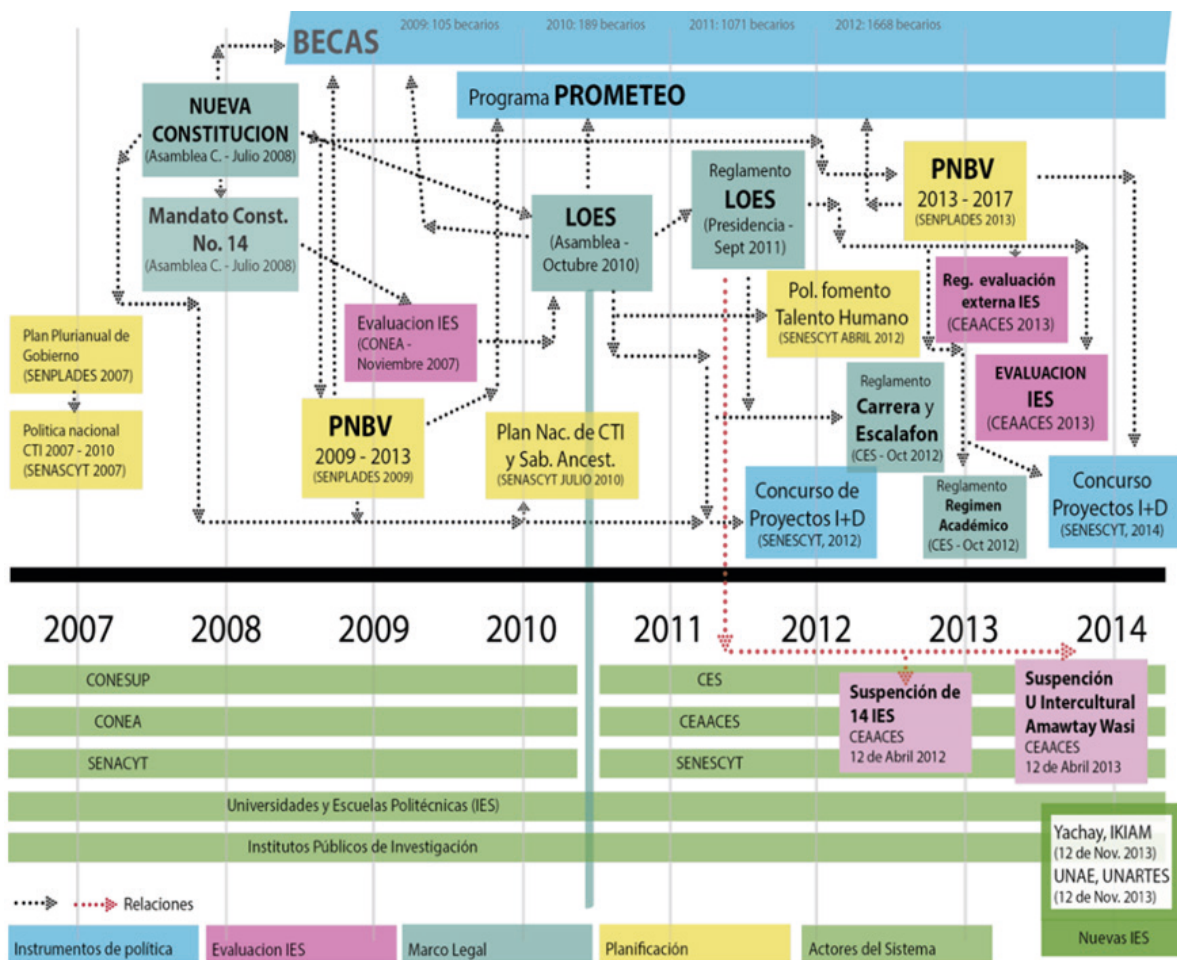 2009: 105 becarios
2010: 189 becarios
2011: 1071 becarios
2012: 1668 becarios
BECAS
Programa PROMETEO
NUEVA
CONSTITUCION
(Asamblea C. - Julio 2008)
Mandato Const.
No. 14
(Asamblea C. - Julio 2008)
LOES
(Asamblea -
Octubre 2010)
Reglamento
LOES
(Presidencia -
Sept 2011)
PNBV
2013 - 2017
(SENPLADES 2013)
Plan Plurianual de
Gobierno
(SENPLADES 2007)
Politica nacional
CTI 2007 - 2010
(SENASCYT 2007)
Evaluacion IES
(CONEA -
Noviembre 2007)
PNBV
2009 - 2013
(SENPLADES 2009)
Plan Nac. de CTI
y Sab. Ancest.
(SENASCYT JULIO 2010)
Pol. fomento
Talento Humano
(SENESCYT ABRIL 2012)
Reg. evaluación
externa IES
(CEAACES 2013)
Reglamento
Carrera y
Escalafon
(CES - Oct 2012)
EVALUACION
IES
(CEAACES 2013)
Concurso de
Proyectos I+D
(SENESCYT, 2012)
Reglamento
Regimen
Académico
(CES - Oct 2012)
Concurso
Proyectos I+D
(SENESCYT, 2014)
2007
2008
2009
2010
2011
2012
2013
2014
CONESUP
CES
CONEA
CEAACES
SENACYT
SENESCYT
Universidades y Escuelas Politécnicas (IES)
Institutos Públicos de Investigación
Suspención de
14 IES
CEAACES
12 de Abril 2012
Suspención
U Intercultural
Amawtay Wasi
CEAACES
12 de Abril 2013
Yachay, IKIAM
(12 de Nov. 2013)
UNAE, UNARTES
(12 de Nov. 2013)
Nuevas IES
Relaciones
Instrumentos de política
Evaluacion IES
Marco Legal
Planificación
Actores del Sistema